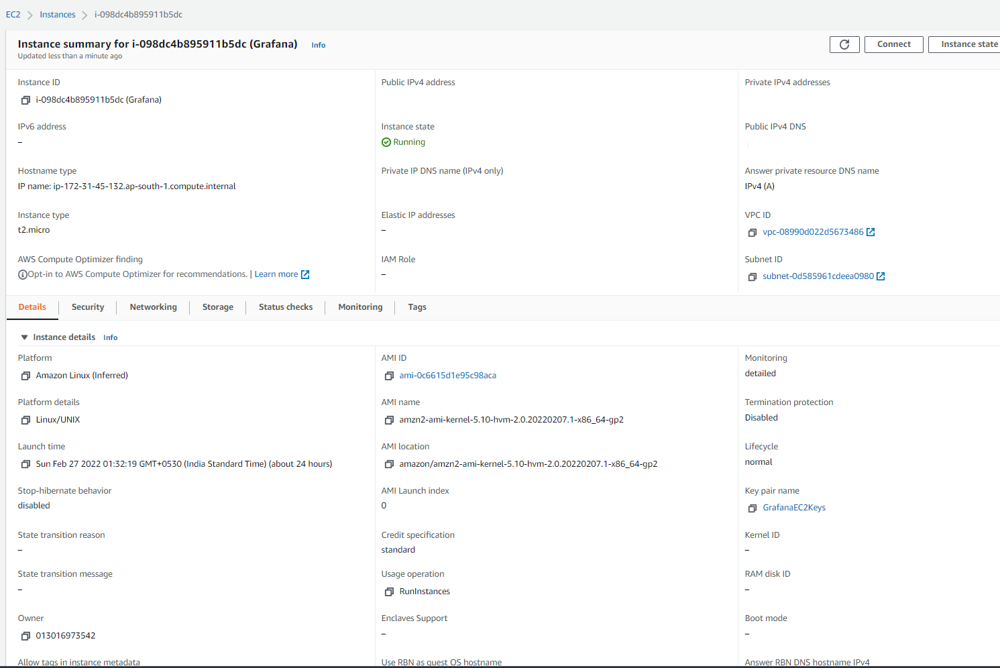 EC2 > Instances > i-098dc4b895911b5dc
Instance summary for i-098dc4b895911b5dc (Grafana) Info
Updated less than a minute ago
Connect
Instance state
Instance ID
i-098dc4b895911b5dc (Grafana)
Public IPv4 address
Private IPv4 addresses
IPv6 address
–
Instance state
Running
Public IPv4 DNS
Hostname type
IP name: ip-172-31-45-132.ap-south-1.compute.internal
Private IP DNS name (IPv4 only)
Answer private resource DNS name
IPv4 (A)
Instance type
t2.micro
Elastic IP addresses
–
VPC ID
vpc-08990d022d5673486
AWS Compute Optimizer finding
Opt-in to AWS Compute Optimizer for recommendations. | Learn more
IAM Role
–
Subnet ID
subnet-0d585961cdeea0980
Details Security Networking Storage Status checks Monitoring Tags
Instance details Info
Platform
Amazon Linux (Inferred)
AMI ID
ami-0c6615d1e95c98aca
Monitoring
detailed
Platform details
Linux/UNIX
AMI name
amzn2-ami-kernel-5.10-hvm-2.0.20220207.1-x86_64-gp2
Termination protection
Disabled
Launch time
Sun Feb 27 2022 01:32:19 GMT+0530 (India Standard Time) (about 24 hours)
AMI location
amazon/amzn2-ami-kernel-5.10-hvm-2.0.20220207.1-x86_64-gp2
Lifecycle
normal
Stop-hibernate behavior
disabled
AMI Launch index
0
Key pair name
GrafanaEC2Keys
State transition reason
–
Credit specification
standard
Kernel ID
–
State transition message
–
Usage operation
RunInstances
RAM disk ID
–
Owner
013016973542
Enclaves Support
–
Boot mode
–
Allow tags in instance metadata
Use RBN as guest OS hostname
Answer RBN DNS hostname IPv4